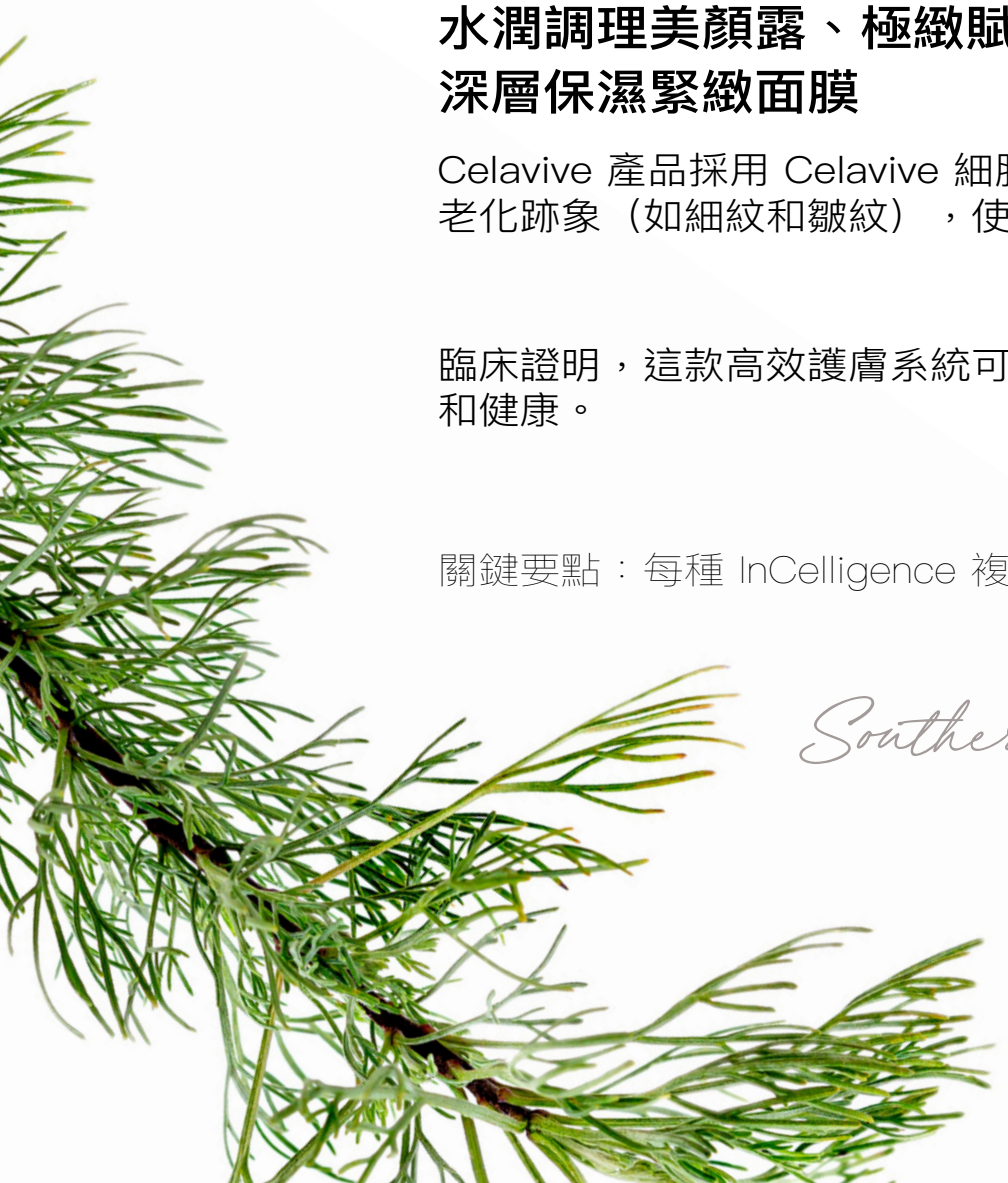 水潤調理美顏露、極緻賦
深層保濕緊緻面膜
Celavive 產品採用 Celavive 細
老化跡象（如細紋和皺紋），使
臨床證明，這款高效護膚系統可
和健康。
關鍵要點：每種 InCelligence 複